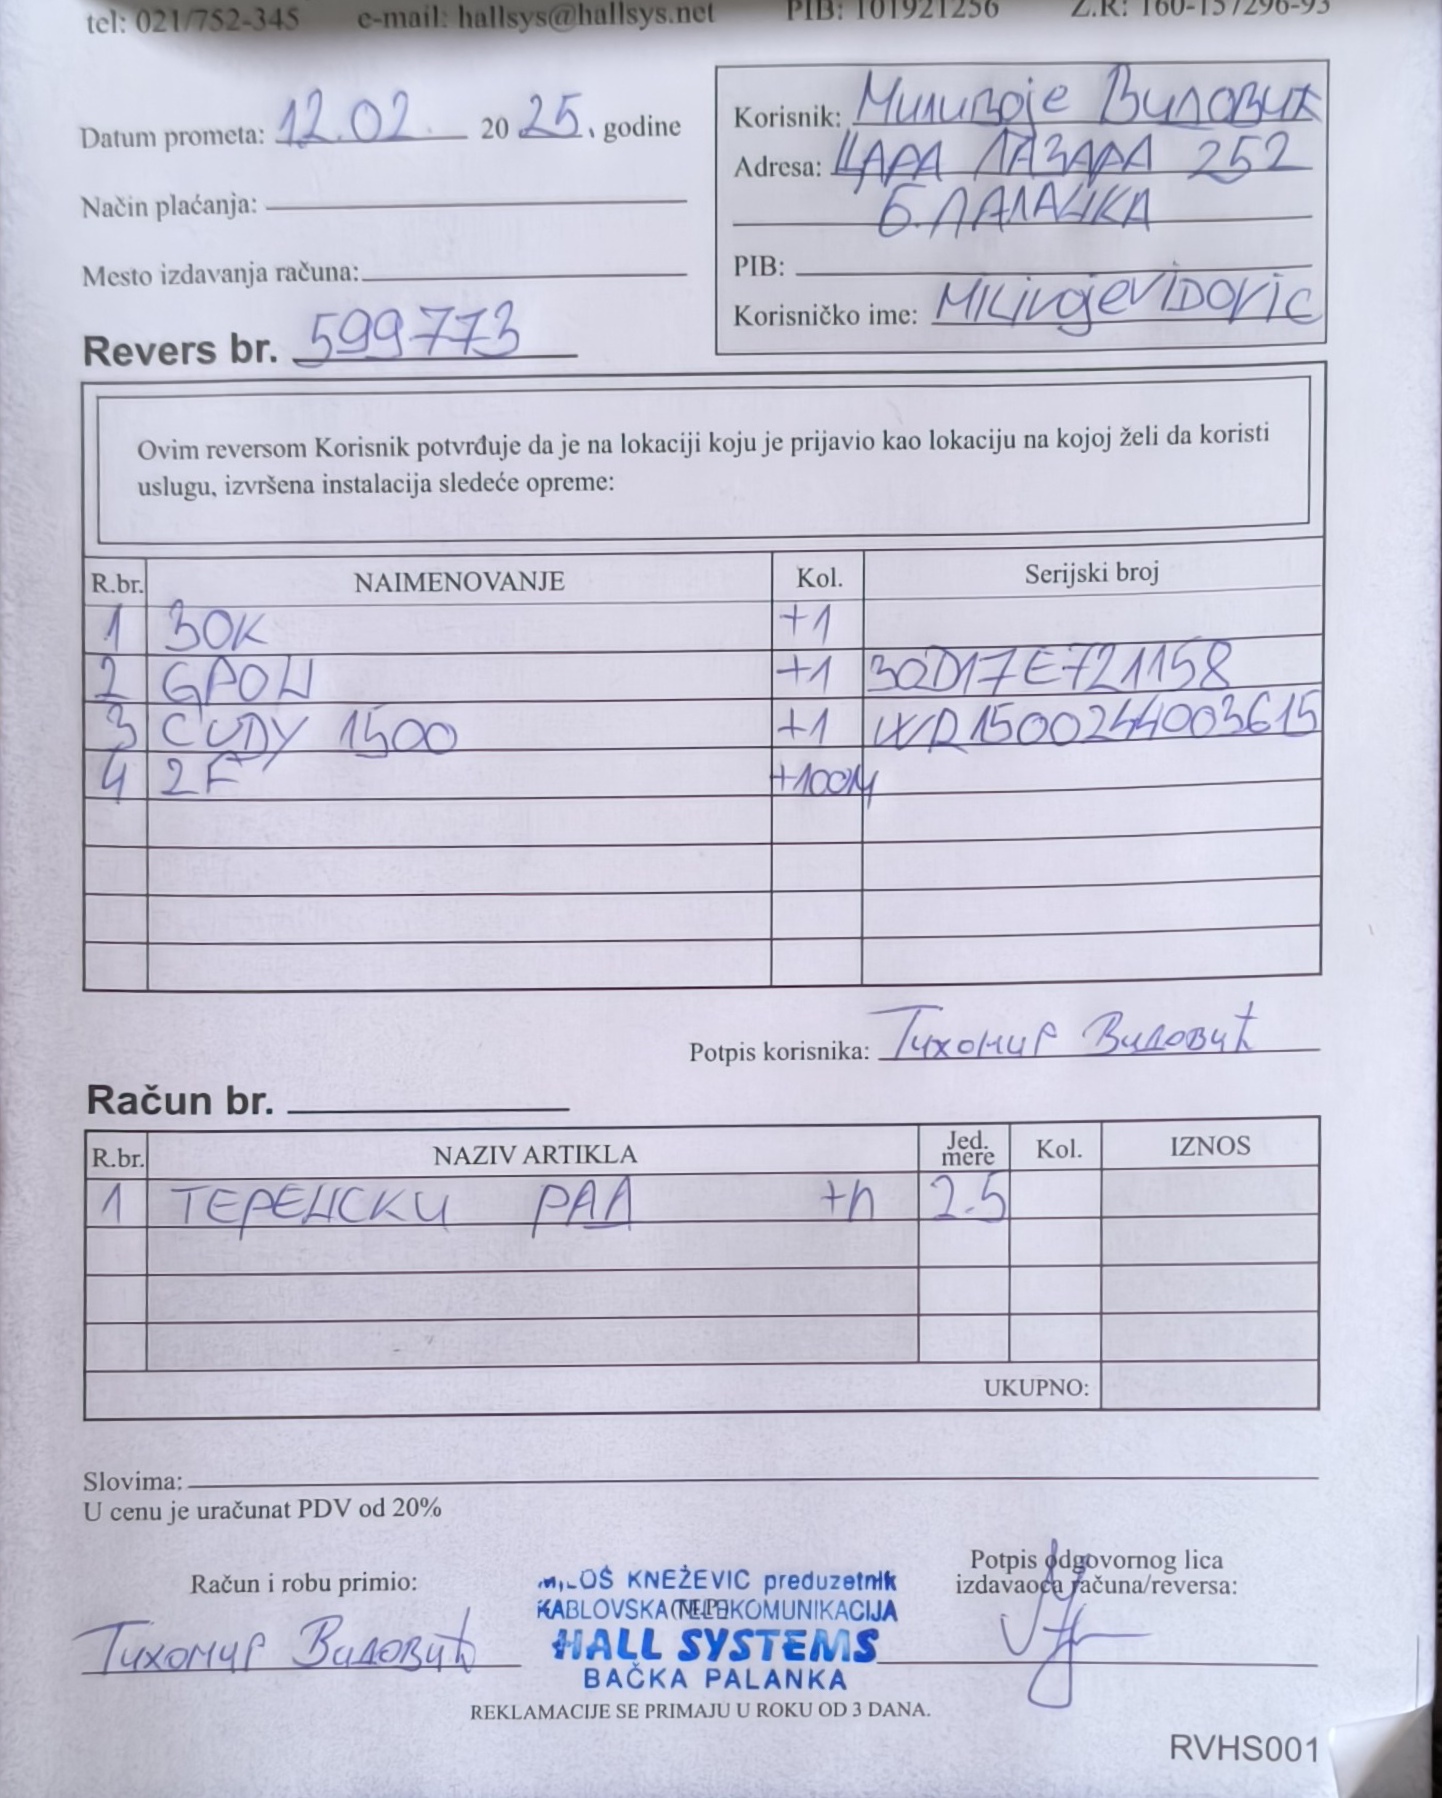 tel: 021/752-345 e-mail: hallsys@hallsys.net PIB: 101921256 Z.R: 160-157296-93
Datum prometa: 12.02. 2025. godine
Način plaćanja:
Mesto izdavanja računa:
Revers br. 599773
Korisnik: Миливоје Видовић
Adresa: ЦАРА ЛАЗАРА 252
Б. ПАЛАНКА
PIB:
Korisničko ime: MILIvojeVIDOVIC
Ovim reversom Korisnik potvrđuje da je na lokaciji koju je prijavio kao lokaciju na kojoj želi da koristi
uslugu, izvršena instalacija sledeće opreme:
R.br. NAIMENOVANJE Kol. Serijski broj
1 ЗОК +1
2 GPON +1 30D17E721158
3 CUDY 1500 +1 WR1500244003615
4 2F +100M
Potpis korisnika: Тихомир Видовић
Račun br.
R.br. NAZIV ARTIKLA Jed. mere Kol. IZNOS
1 ТЕРЕНСКИ РАД +h 2.5
UKUPNO:
Slovima:
U cenu je uračunat PDV od 20%
Račun i robu primio:
Тихомир Видовић
MILOŠ KNEŽEVIC preduzetnik
KABLOVSKA TELEKOMUNIKACIJA
(M.P.)
HALL SYSTEMS
BAČKA PALANKA
Potpis odgovornog lica
izdavaoca računa/reversa:
REKLAMACIJE SE PRIMAJU U ROKU OD 3 DANA.
RVHS001